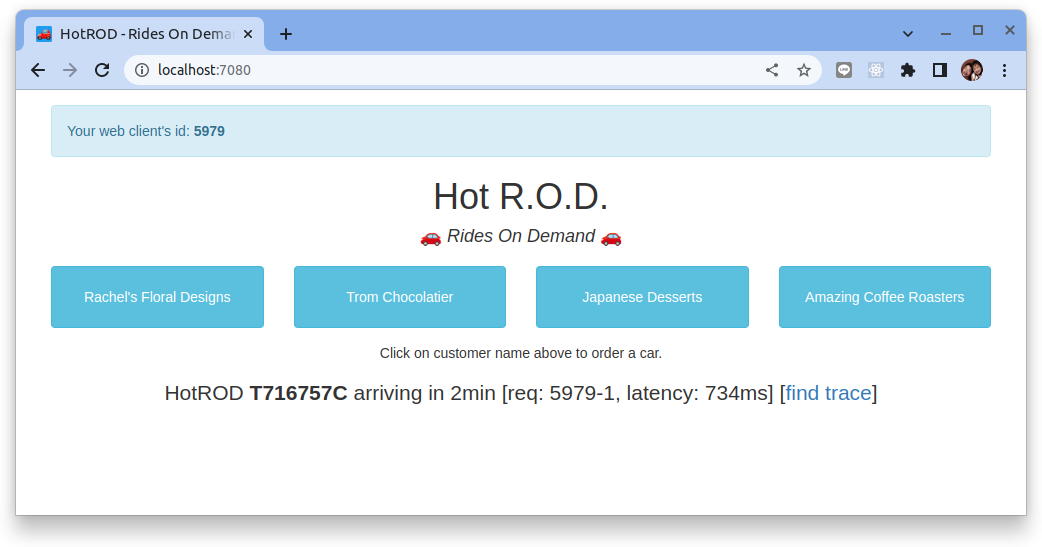 HotROD - Rides On Dema
localhost:7080
Your web client's id: 5979
Hot R.O.D.
Rides On Demand
Rachel's Floral Designs
Trom Chocolatier
Japanese Desserts
Amazing Coffee Roasters
Click on customer name above to order a car.
HotROD T716757C arriving in 2min [req: 5979-1, latency: 734ms] [find trace]